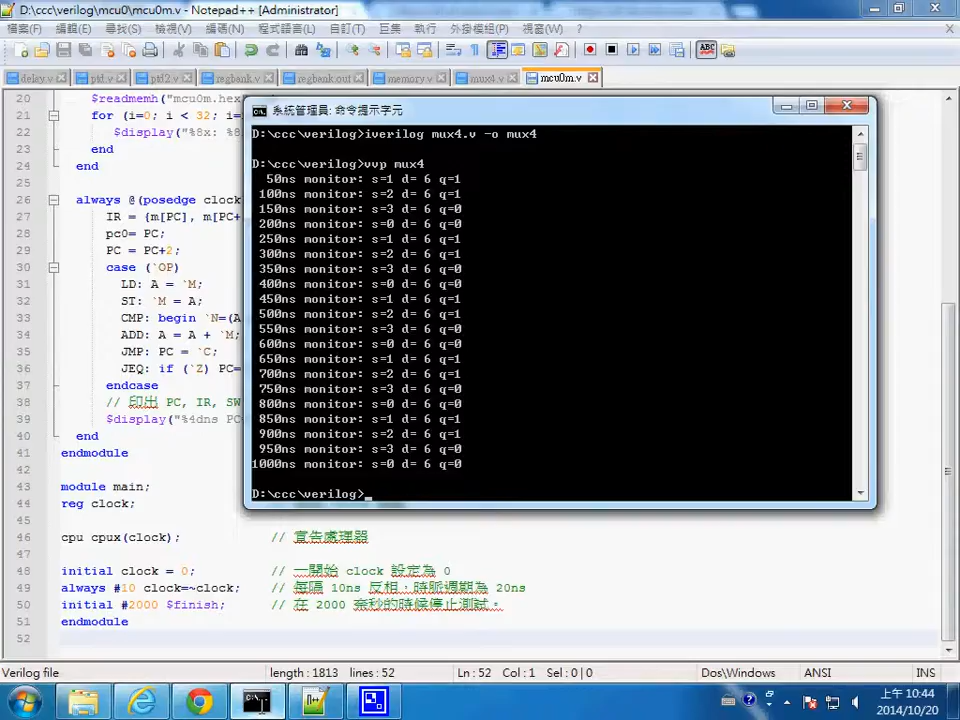 D:\ccc\verilog\mcu0\mcu0m.v - Notepad++ [Administrator]
檔案(F) 編輯(E) 尋找(S) 檢視(V) 編碼(N) 程式語言(L) 設定(T) 巨集 執行 外掛模組(P) 視窗(W) ?
delay.v ptd.v ptd2.v regbank.v regbank.out memory.v mux4.v mcu0m.v
20 $readmemh("mcu0m.hex
21 for (i=0; i < 32; i=
22 $display("%8x: %8
23 end
24 end
25
26 always @(posedge clock
27 IR = {m[PC], m[PC+
28 pc0= PC;
29 PC = PC+2;
30 case (`OP)
31 LD: A = `M;
32 ST: `M = A;
33 CMP: begin `N=(A
34 ADD: A = A + `M;
35 JMP: PC = `C;
36 JEQ: if (`Z) PC=
37 endcase
38 // 印出 PC, IR, SW
39 $display("%4dns PC
40 end
41 endmodule
42
43 module main;
44 reg clock;
45
46 cpu cpux(clock); // 宣告處理器
47
48 initial clock = 0; // 一開始 clock 設定為 0
49 always #10 clock=~clock; // 每隔 10ns 反相，時脈週期為 20ns
50 initial #2000 $finish; // 在 2000 奈秒的時候停止測試。
51 endmodule
52
系統管理員: 命令提示字元
D:\ccc\verilog>iverilog mux4.v -o mux4
D:\ccc\verilog>vvp mux4
50ns monitor: s=1 d= 6 q=1
100ns monitor: s=2 d= 6 q=1
150ns monitor: s=3 d= 6 q=0
200ns monitor: s=0 d= 6 q=0
250ns monitor: s=1 d= 6 q=1
300ns monitor: s=2 d= 6 q=1
350ns monitor: s=3 d= 6 q=0
400ns monitor: s=0 d= 6 q=0
450ns monitor: s=1 d= 6 q=1
500ns monitor: s=2 d= 6 q=1
550ns monitor: s=3 d= 6 q=0
600ns monitor: s=0 d= 6 q=0
650ns monitor: s=1 d= 6 q=1
700ns monitor: s=2 d= 6 q=1
750ns monitor: s=3 d= 6 q=0
800ns monitor: s=0 d= 6 q=0
850ns monitor: s=1 d= 6 q=1
900ns monitor: s=2 d= 6 q=1
950ns monitor: s=3 d= 6 q=0
1000ns monitor: s=0 d= 6 q=0
D:\ccc\verilog>
Verilog file length : 1813 lines : 52 Ln : 52 Col : 1 Sel : 0 | 0 Dos\Windows ANSI INS
上午 10:44
2014/10/20